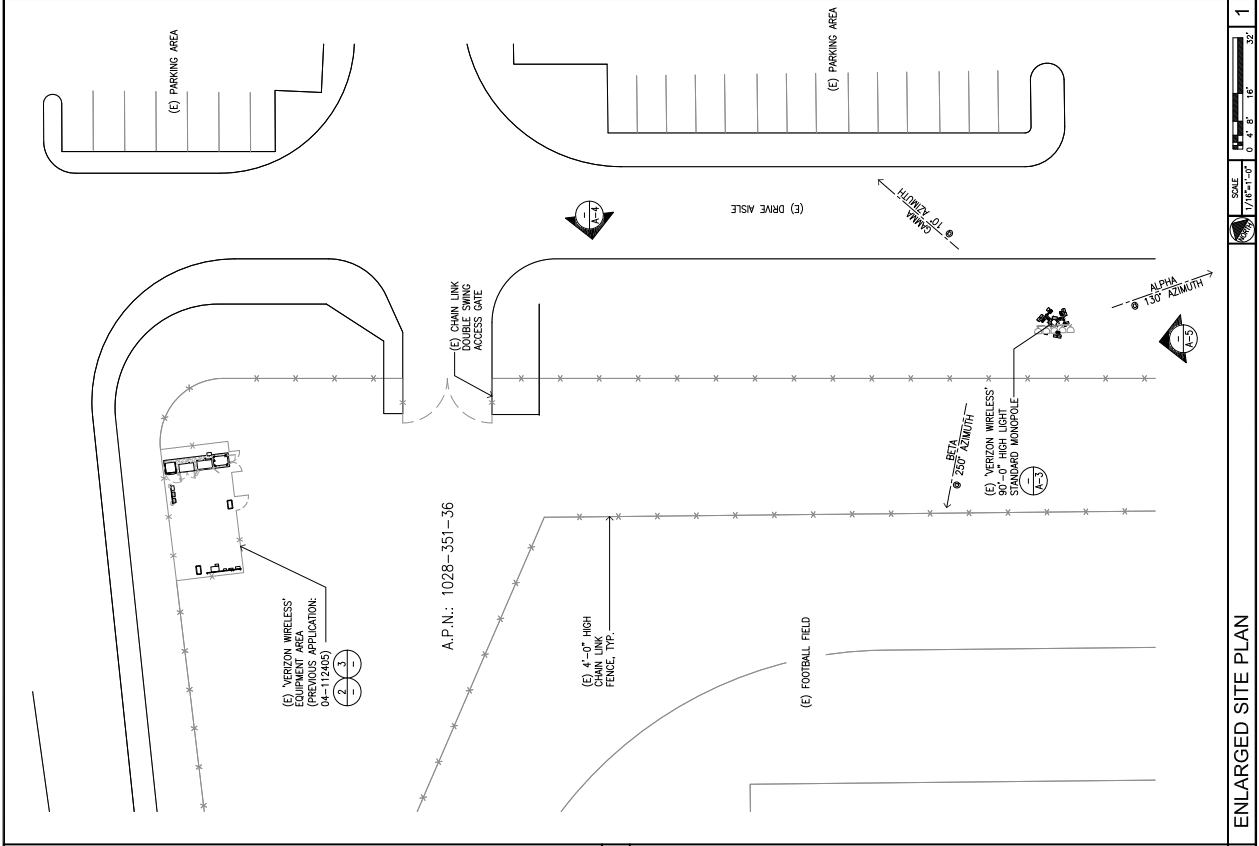 (E) PARKING AREA
(E) PARKING AREA
(E) DRIVE AISLE
-
A-4
GAMMA
@ 10° AZIMUTH
ALPHA
@ 130° AZIMUTH
-
A-5
(E) CHAIN LINK
DOUBLE SWING
ACCESS GATE
BETA
@ 250° AZIMUTH
(E) 'VERIZON WIRELESS'
90'-0" HIGH LIGHT
STANDARD MONOPOLE
-
A-3
A.P.N.: 1028-351-36
(E) 'VERIZON WIRELESS'
EQUIPMENT AREA
(PREVIOUS APPLICATION:
04-112405)
2
-
3
-
(E) 4'-0" HIGH
CHAIN LINK
FENCE, TYP.
(E) FOOTBALL FIELD
ENLARGED SITE PLAN
NORTH
SCALE
1/16"=1'-0"
0 4' 8' 16' 32'
1